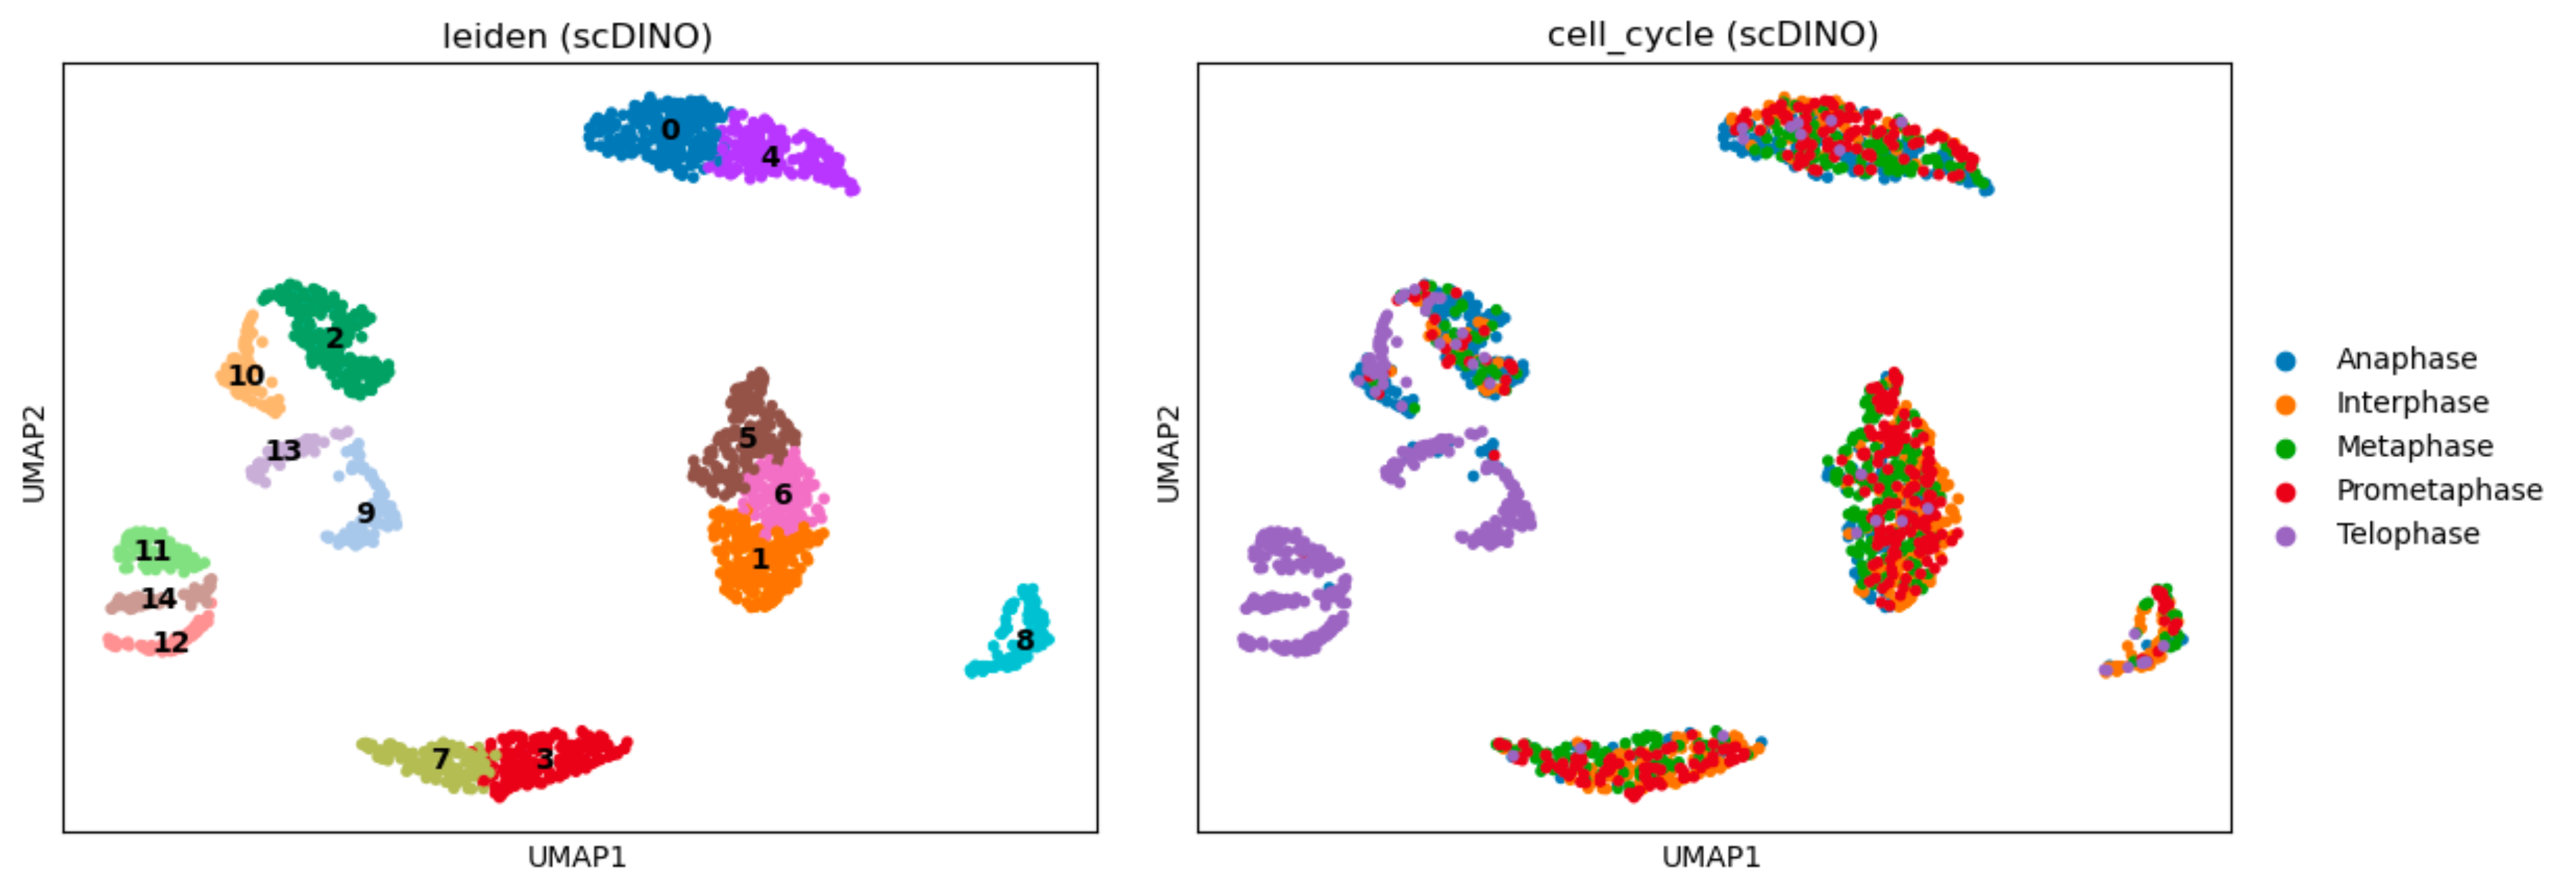 leiden (scDINO)
0
4
2
10
13
5
9
6
11
1
14
12
8
7
3
UMAP2
UMAP1
cell_cycle (scDINO)
UMAP2
UMAP1
Anaphase
Interphase
Metaphase
Prometaphase
Telophase